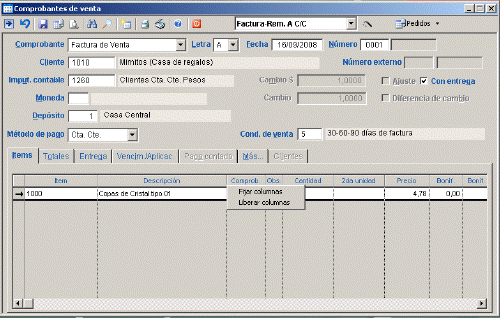 Comprobantes de venta
Factura-Rem. A C/C
Pedidos
Comprobante Factura de Venta Letra A Fecha 16/09/2008 Número 0001
Cliente 1010 Mimitos (Casa de regalos) Número externo
Imput. contable 1260 Clientes Cta. Cte. Pesos Cambio $ 1,0000 Ajuste Con entrega
Moneda Cambio 1,0000 Diferencia de cambio
Depósito 1 Casa Central
Método de pago Cta. Cte. Cond. de venta 5 30-60-90 días de factura
Items Totales Entrega Vencim./Aplicac. Pago contado Más... Clientes
Item Descripción Comprob. Obs. Cantidad 2da unidad Precio Bonif. Bonif.
1000 Copas de Cristal tipo 01 4,78 0,00
Fijar columnas
Liberar columnas